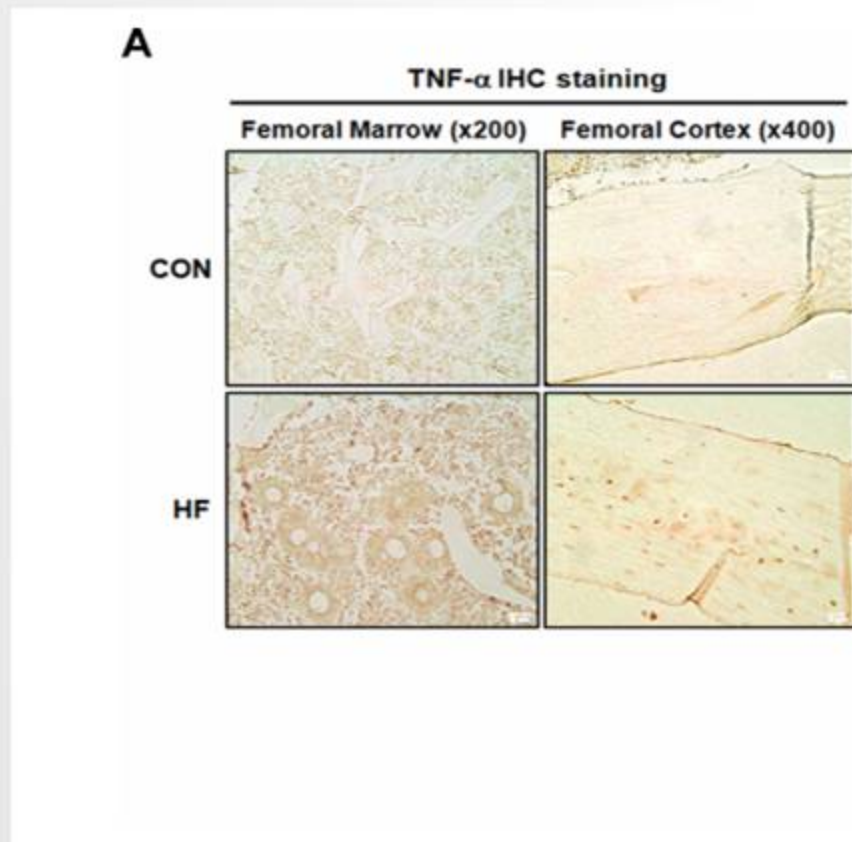 A
TNF-α IHC staining
Femoral Marrow (x200) Femoral Cortex (x400)
CON
HF